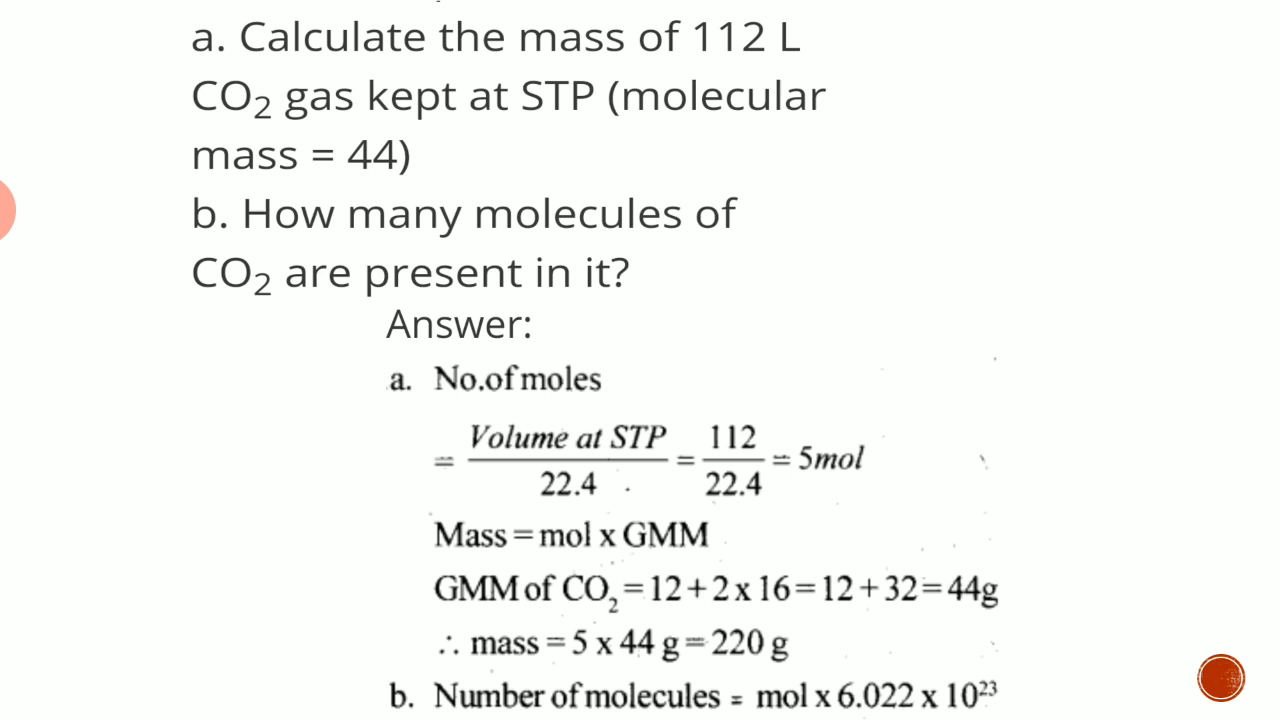 a. Calculate the mass of 112 L
CO₂ gas kept at STP (molecular
mass = 44)
b. How many molecules of
CO₂ are present in it?
Answer:
a. No.of moles
= Volume at STP / 22.4 = 112 / 22.4 = 5mol
Mass = mol x GMM
GMM of CO₂ = 12 + 2 x 16 = 12 + 32 = 44g
∴ mass = 5 x 44 g = 220 g
b. Number of molecules = mol x 6.022 x 10²³